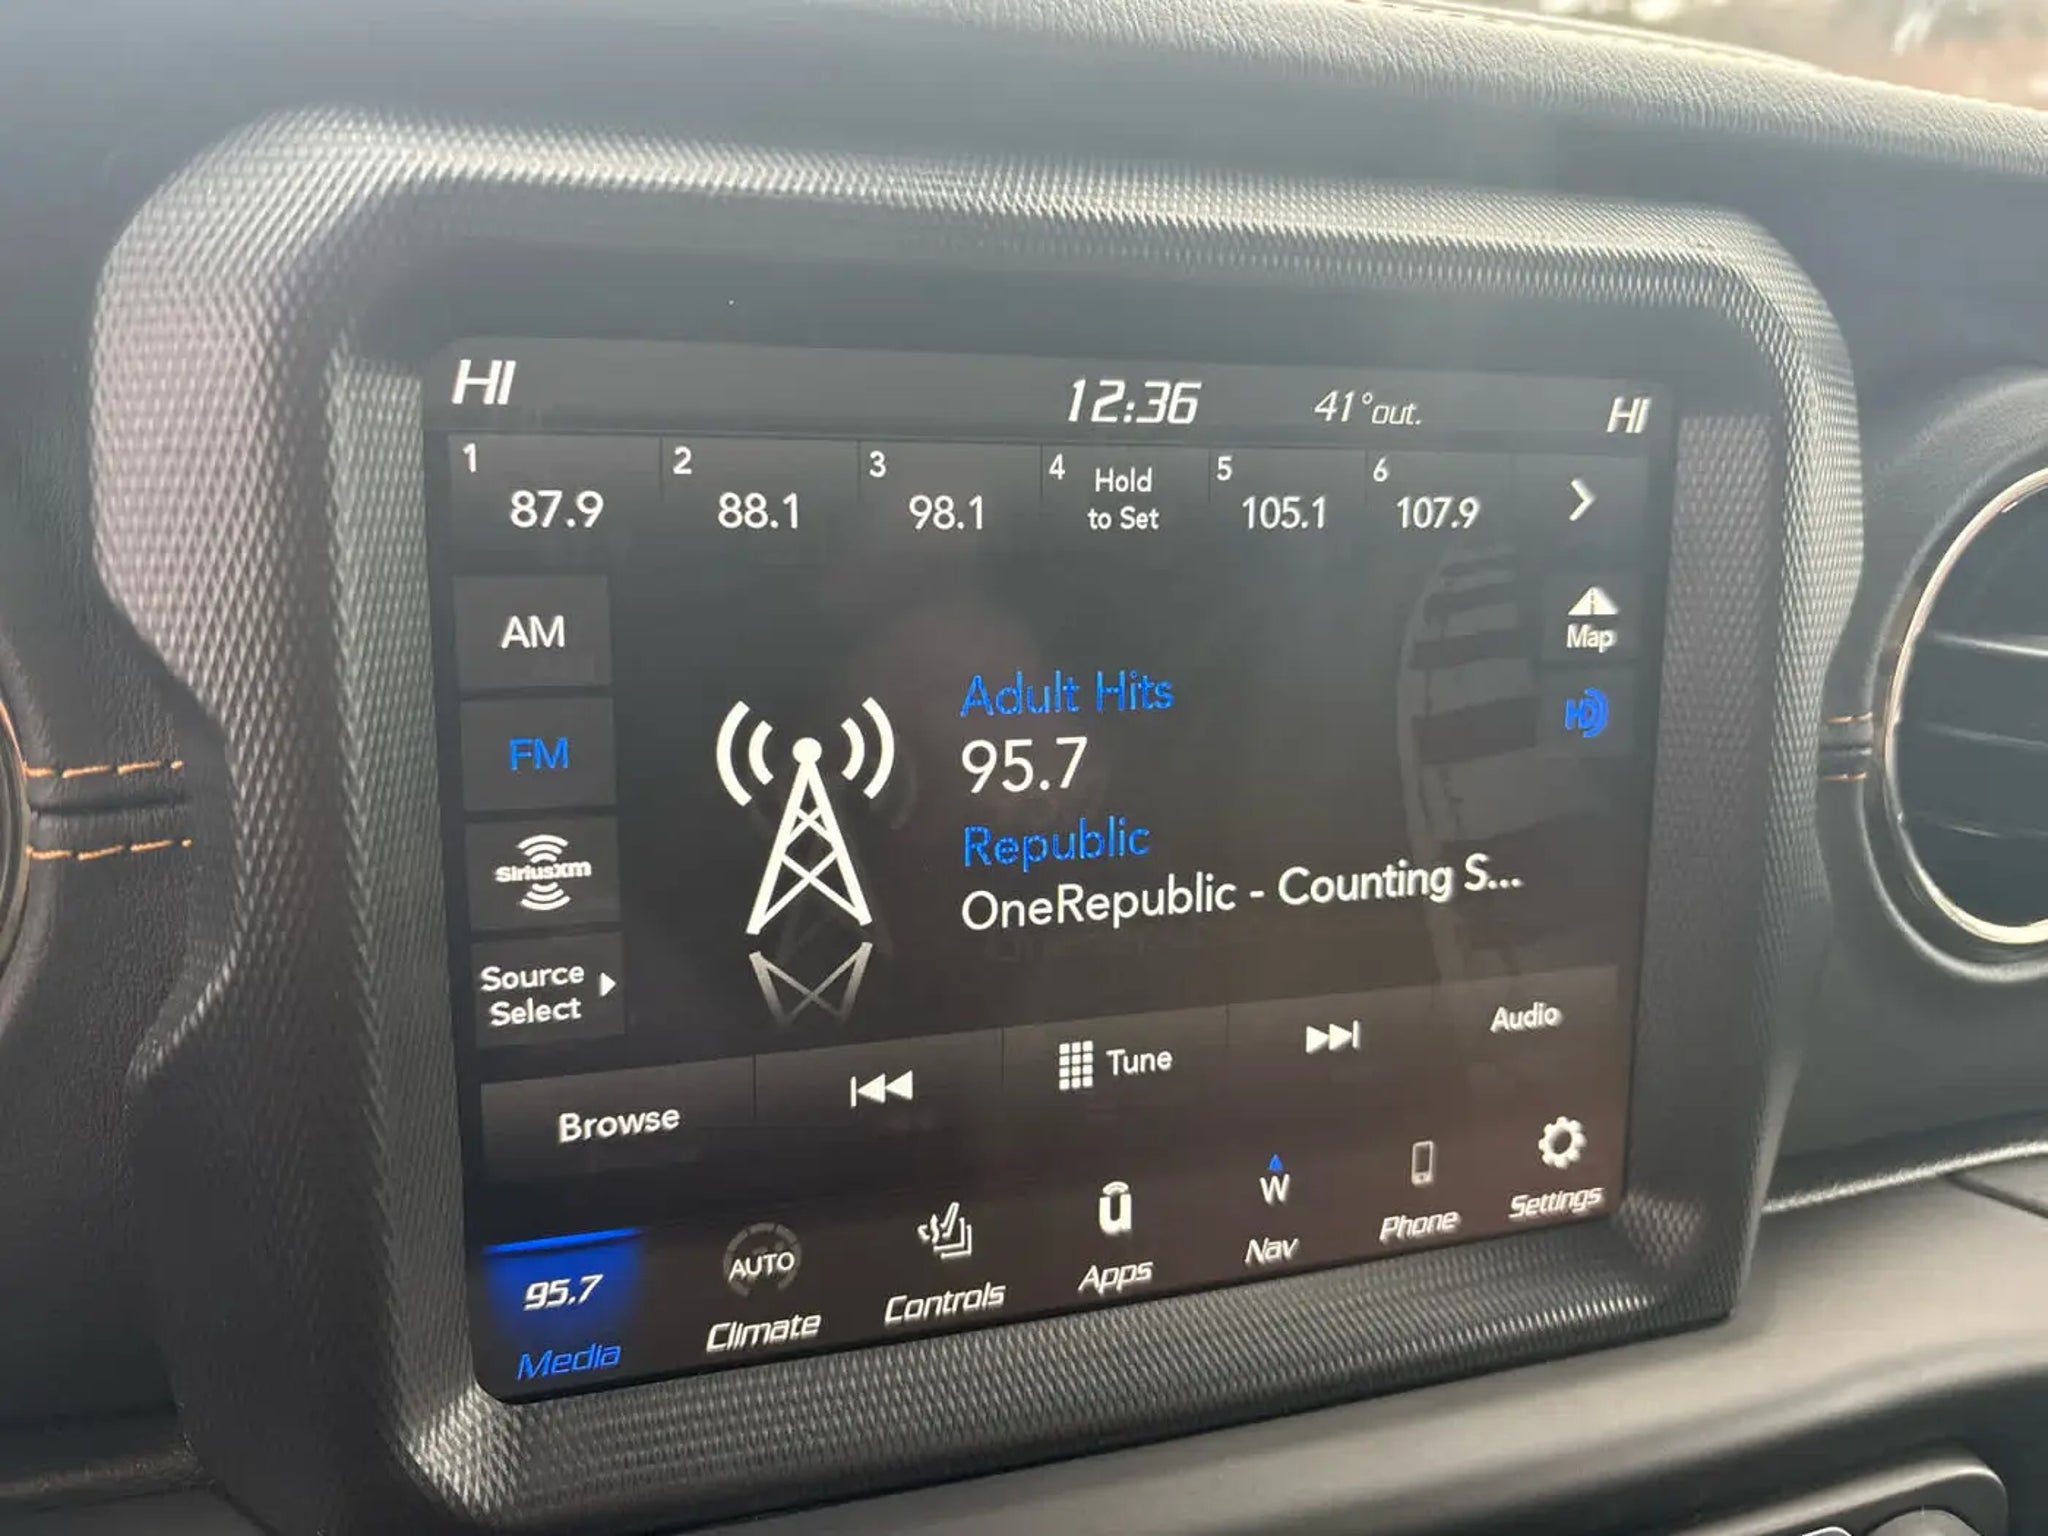 HI 12:36 41°out. HI
1 2 3 4 Hold 5 6
87.9 88.1 98.1 to Set 105.1 107.9
AM
Map
Adult Hits
HD
FM
95.7
Republic
SiriusXM
OneRepublic - Counting S...
Source
Select
Audio
Browse Tune
95.7 AUTO W
Media Climate Controls Apps Nav Phone Settings